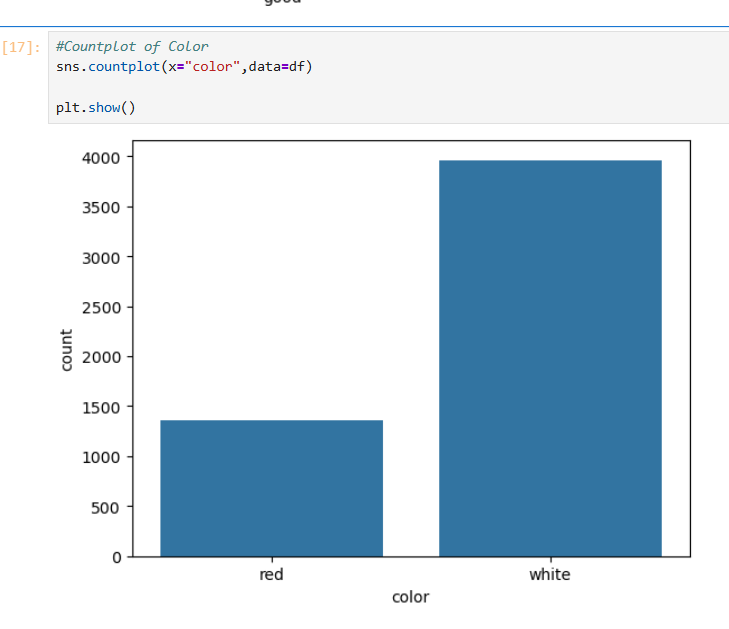 good
[17]: #Countplot of Color
sns.countplot(x="color",data=df)
plt.show()
4000
3500
3000
2500
2000
1500
1000
500
0
count
red white
color